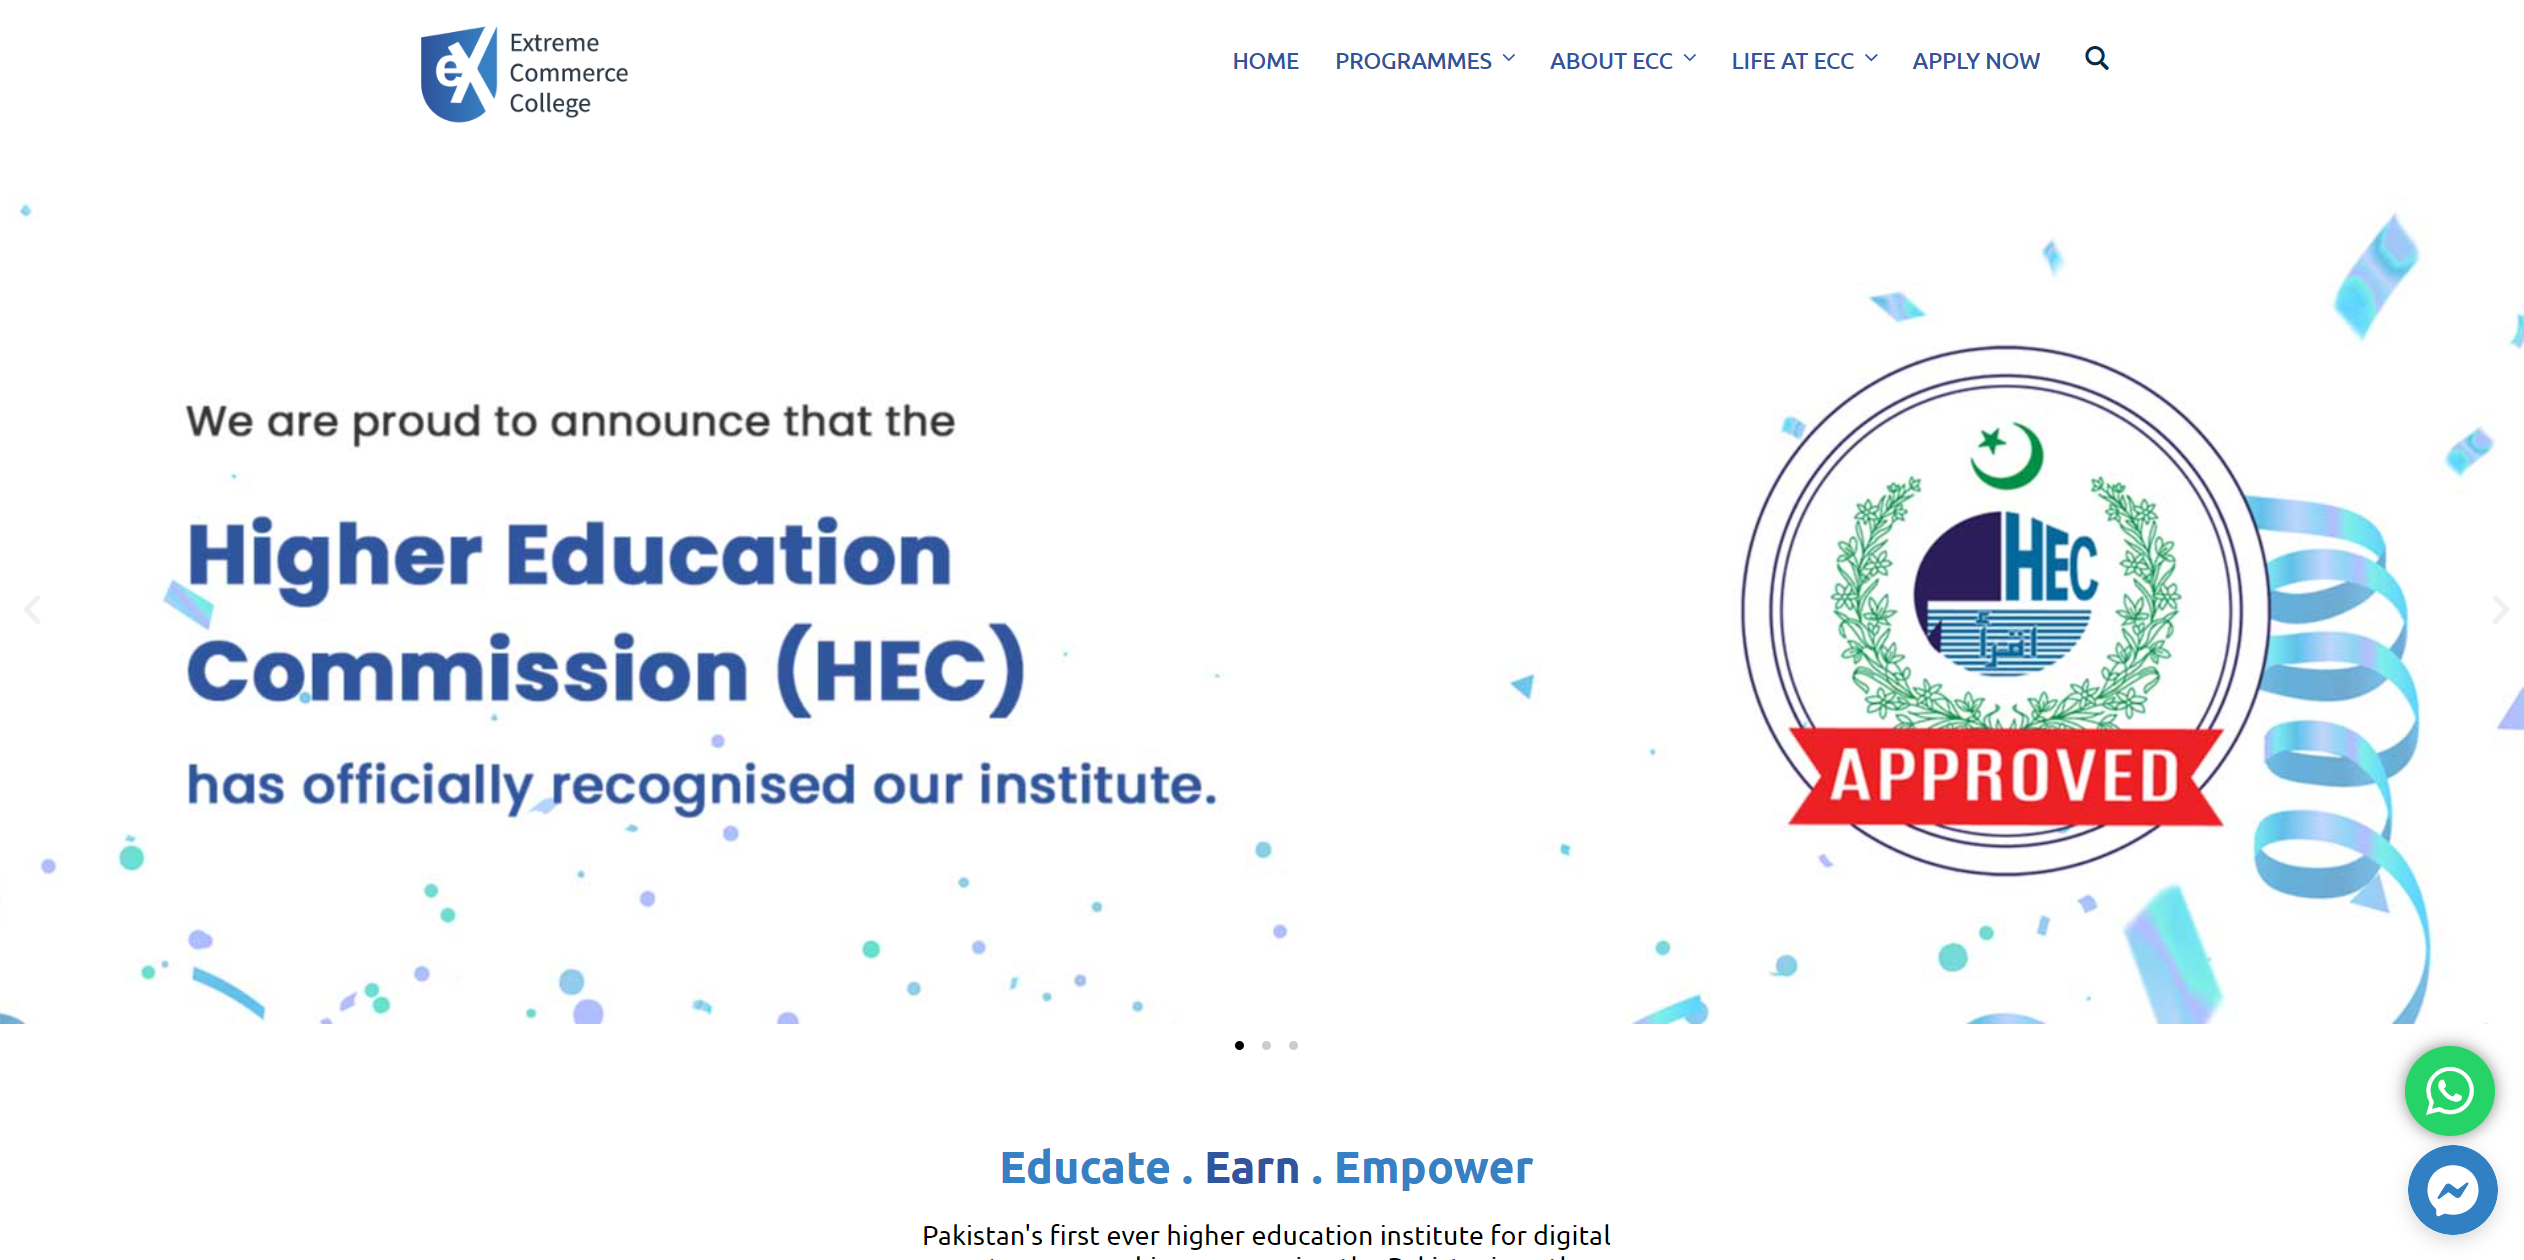 eX
Extreme
Commerce
College
HOME
PROGRAMMES
ABOUT ECC
LIFE AT ECC
APPLY NOW
We are proud to announce that the
Higher Education
Commission (HEC)
has officially recognised our institute.
HEC
اقرأ
APPROVED
Educate . Earn . Empower
Pakistan's first ever higher education institute for digital